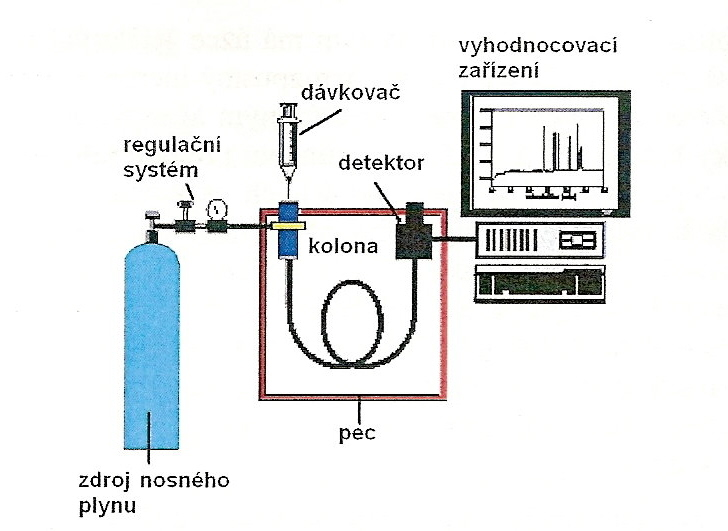 vyhodnocovací
zařízení
dávkovač
regulační
systém
detektor
kolona
pec
zdroj nosného
plynu